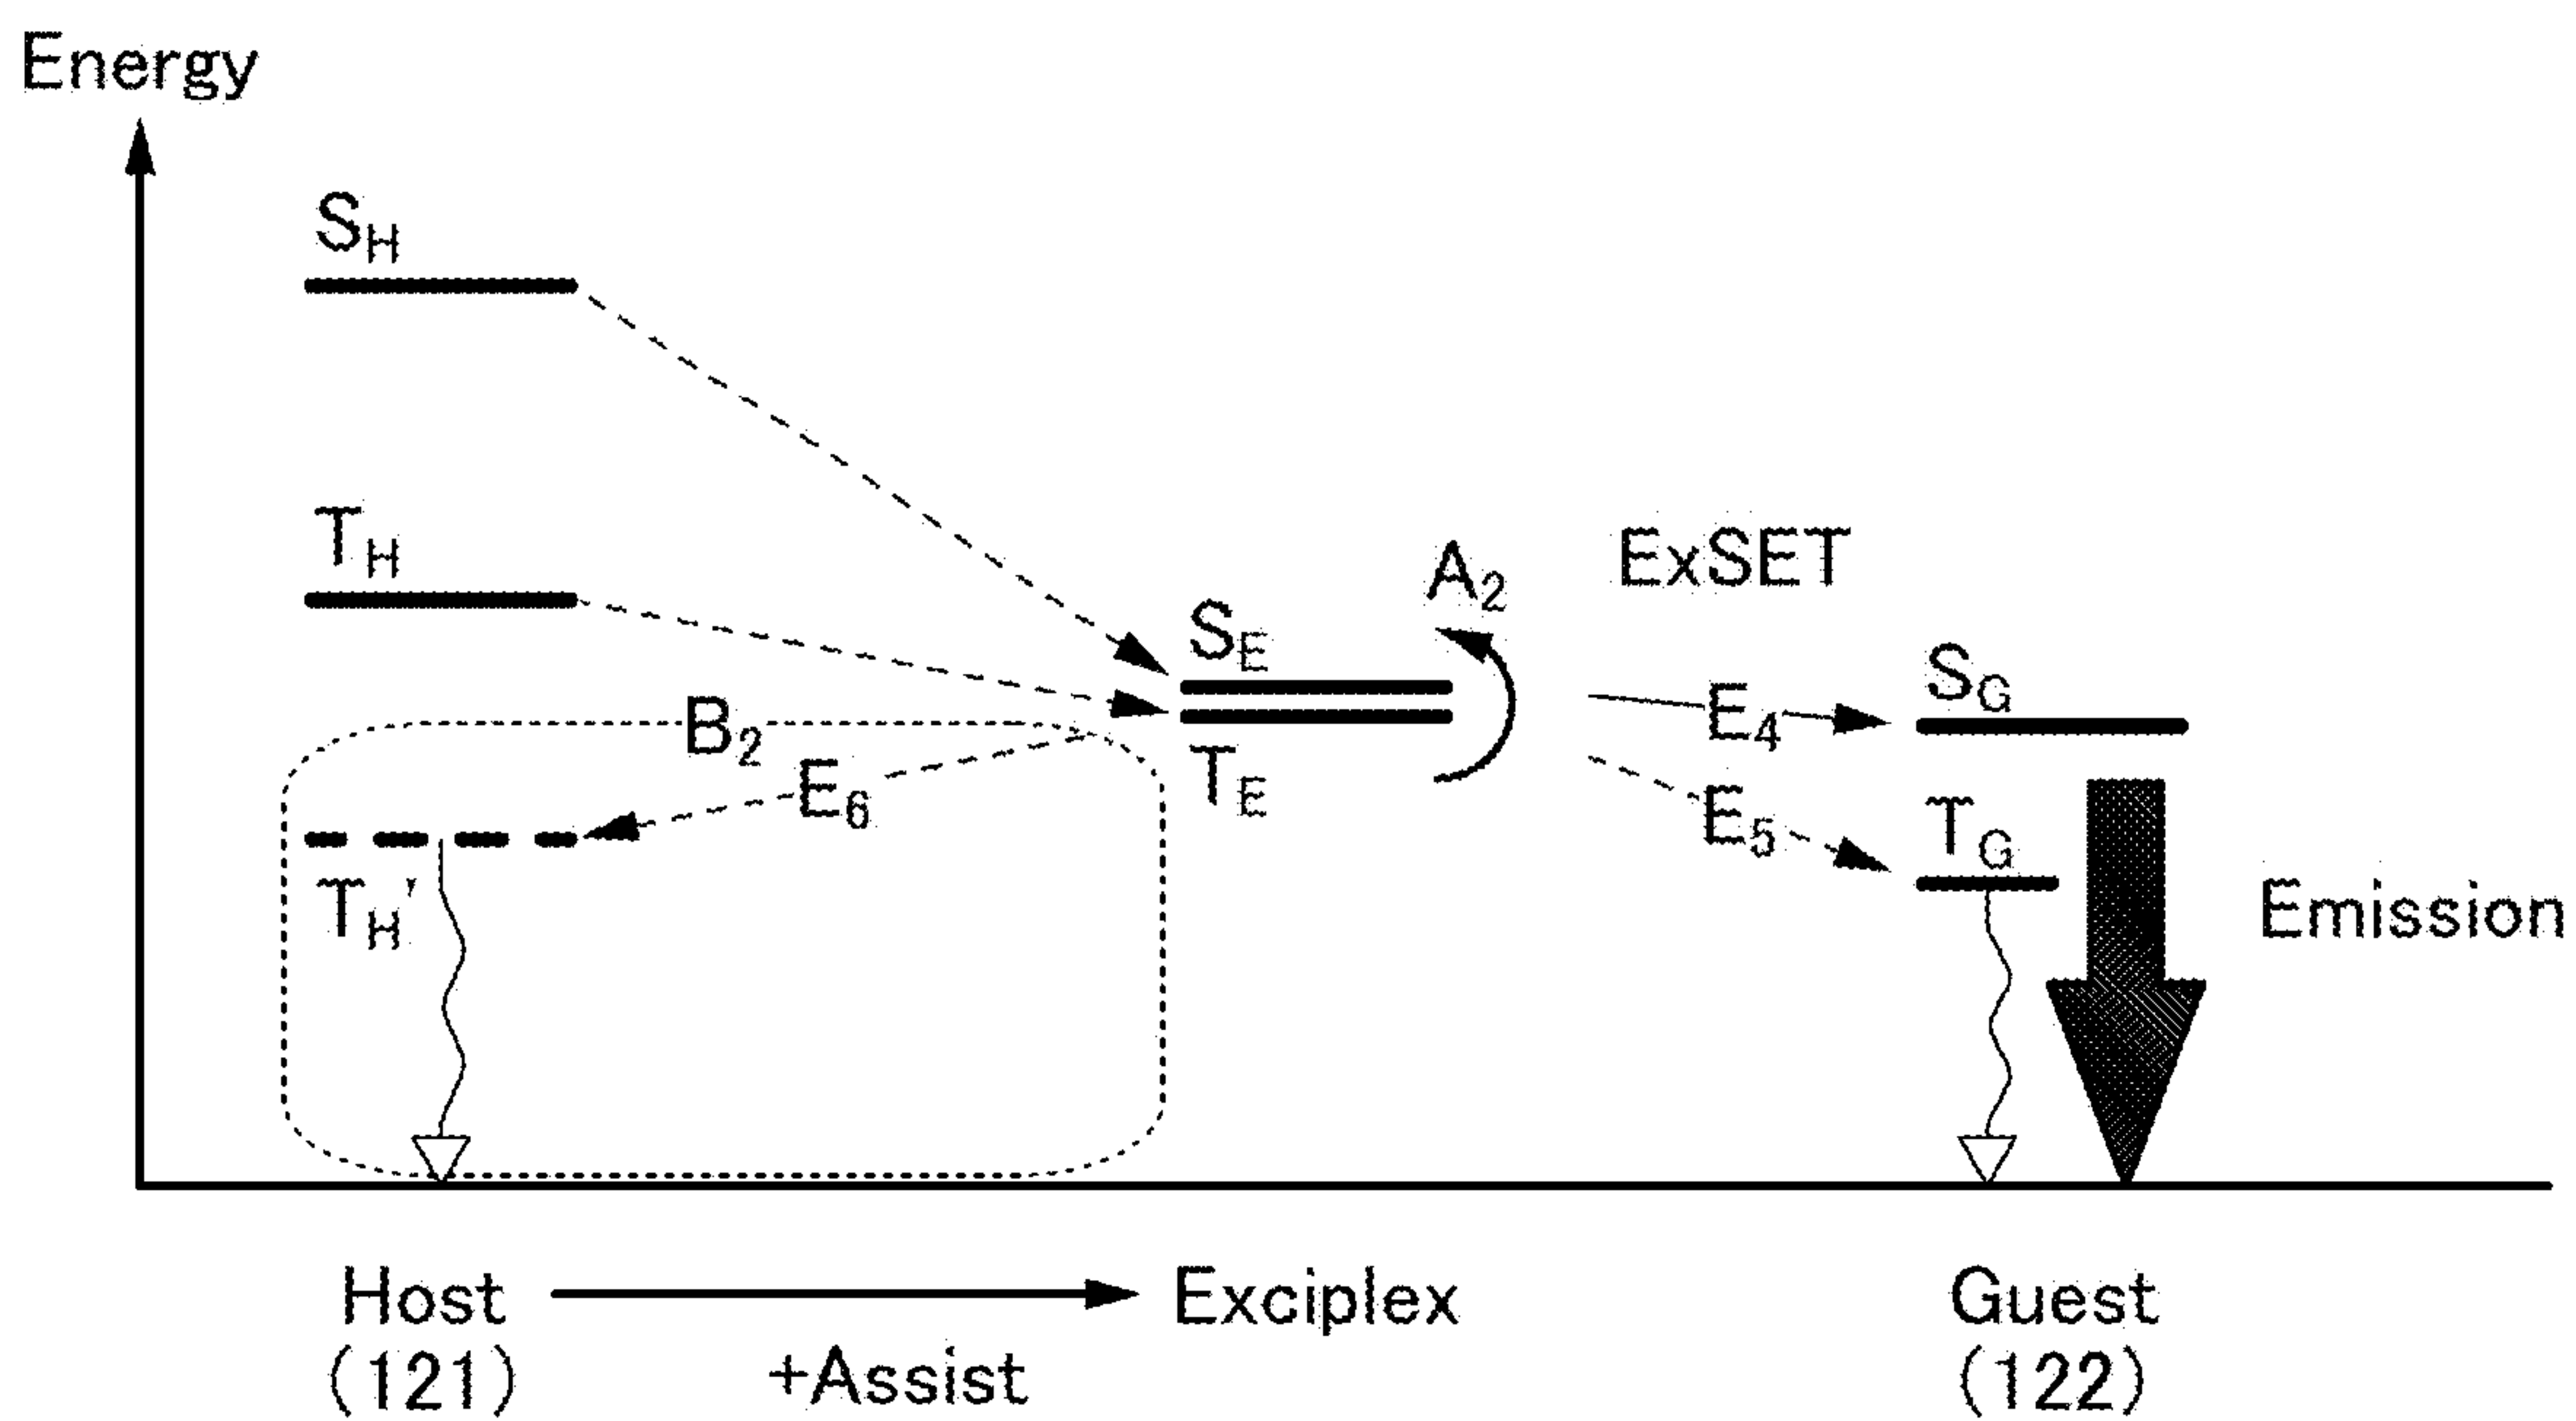 Energy
S_H
T_H
A_2
ExSET
S_E
S_G
B_2
E_4
T_E
E_6
E_5
T_G
T_H'
Emission
Host
Exciplex
Guest
(121)
+Assist
(122)